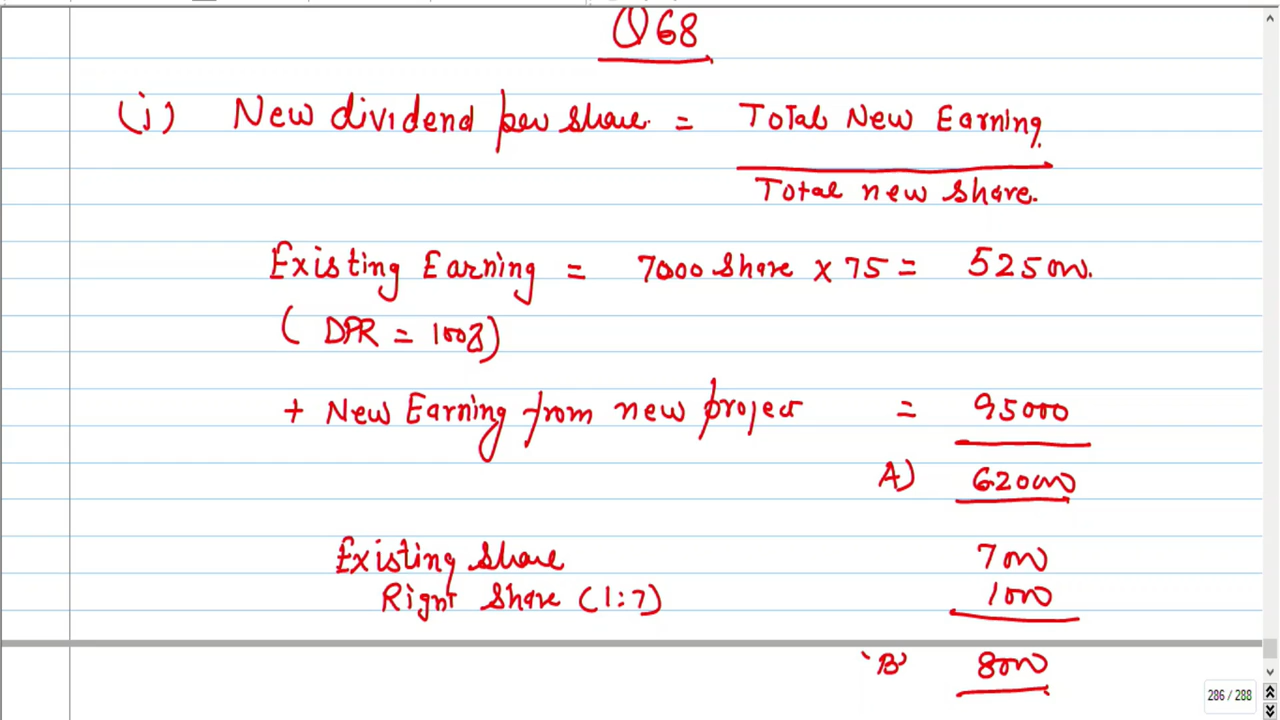 Q68
(i) New dividend per share = Total New Earning
Total new share.
Existing Earning = 7000 Share x 75 = 525000.
(DPR = 100%)
+ New Earning from new project = 95000
A) 620000
Existing Share 7000
Right Share (1:7) 1000
'B' 8000
286 / 288